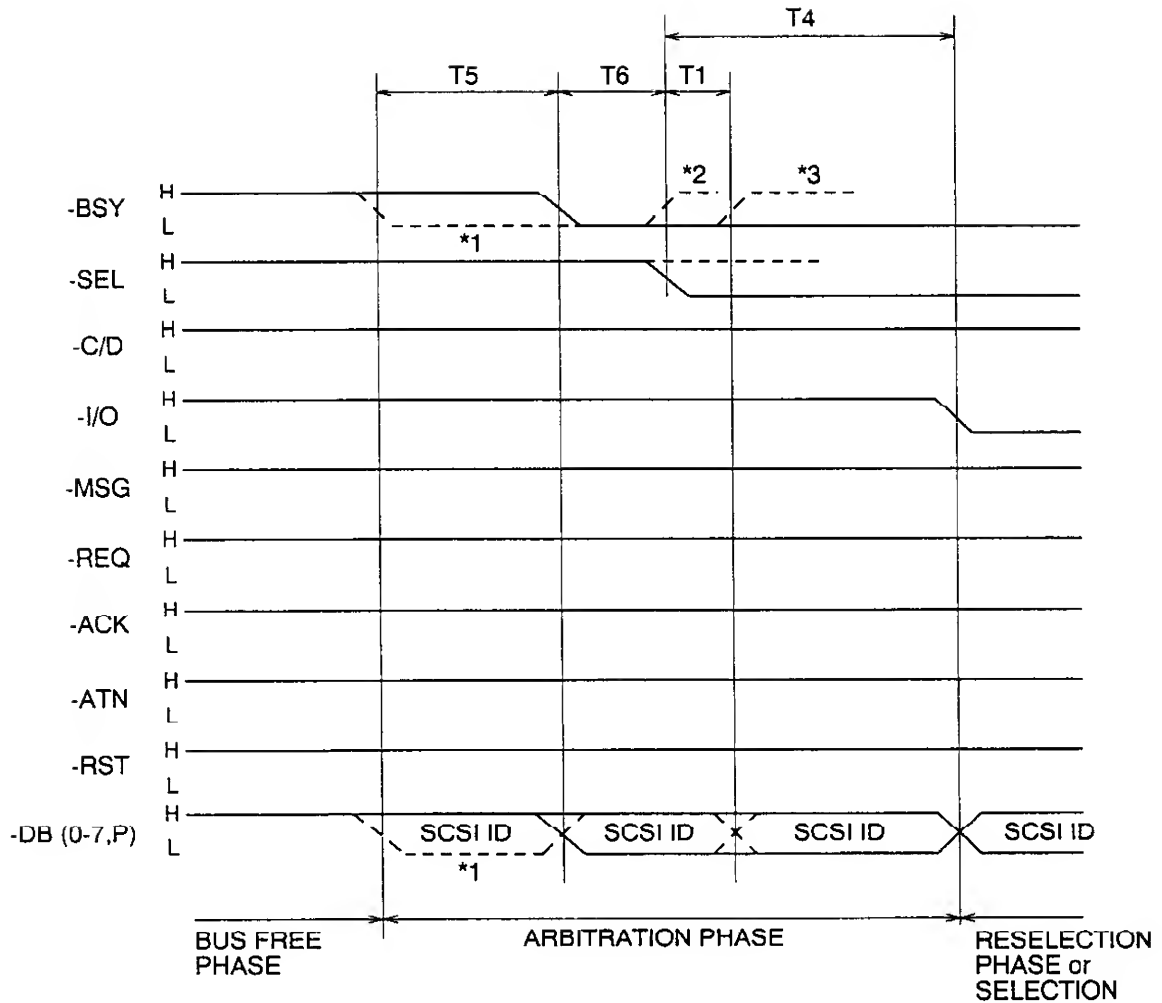 T4
T5 T6 T1
*2 *3
-BSY H
L
*1
-SEL H
L
-C/D H
L
-I/O H
L
-MSG H
L
-REQ H
L
-ACK H
L
-ATN H
L
-RST H
L
-DB (0-7,P) H
L
SCSI ID SCSI ID SCSI ID SCSI ID
*1
BUS FREE
PHASE
ARBITRATION PHASE
RESELECTION
PHASE or
SELECTION